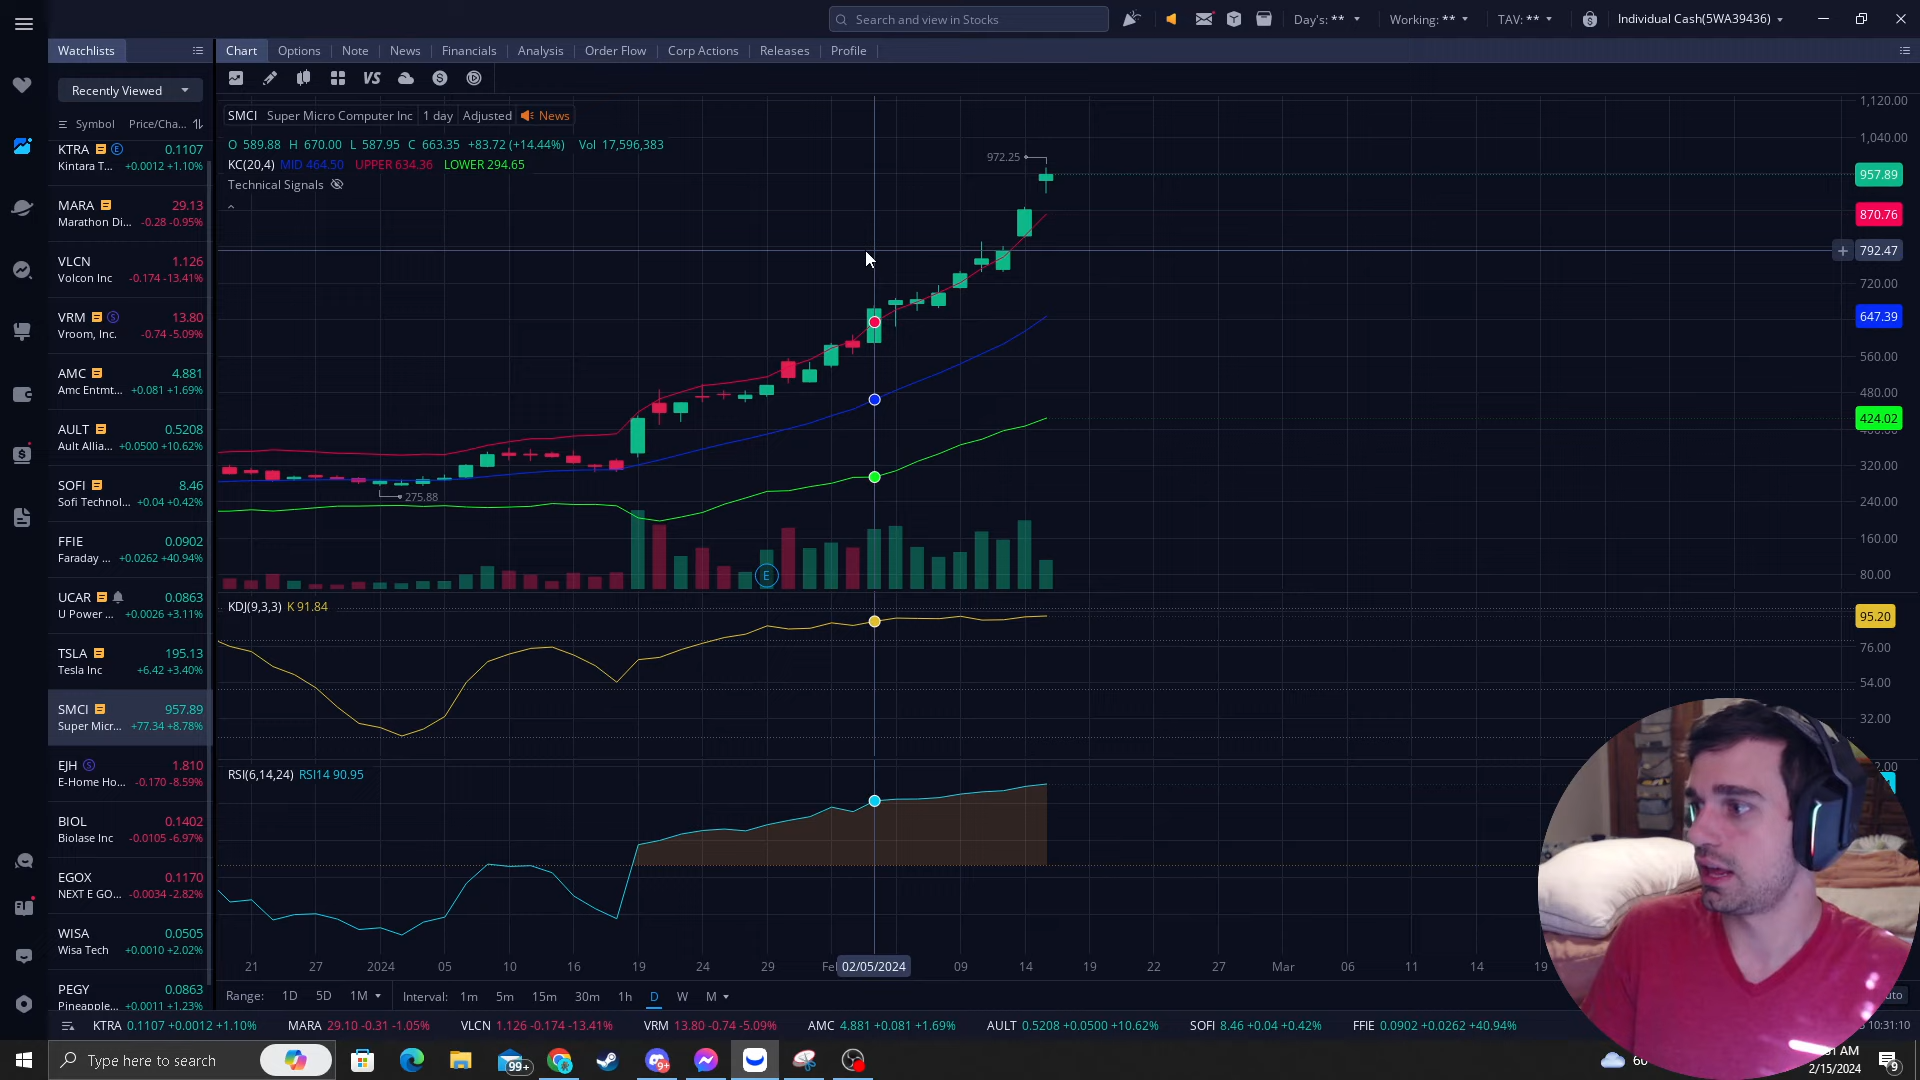 Search and view in Stocks
Day's: **
Working: **
TAV: **
Individual Cash(5WA39436)
Watchlists
Chart
Options
Note
News
Financials
Analysis
Order Flow
Corp Actions
Releases
Profile
Recently Viewed
VS
Symbol Price/Cha...
SMCI Super Micro Computer Inc 1 day Adjusted News
O 589.88 H 670.00 L 587.95 C 663.35 +83.72 (+14.44%) Vol 17,596,383
KC(20,4) MID 464.50 UPPER 634.36 LOWER 294.65
Technical Signals
KTRA 0.1107
Kintara T... +0.0012 +1.10%
MARA 29.13
Marathon Di... -0.28 -0.95%
VLCN 1.126
Volcon Inc -0.174 -13.41%
VRM 13.80
Vroom, Inc. -0.74 -5.09%
AMC 4.881
Amc Entmt... +0.081 +1.69%
AULT 0.5208
Ault Allia... +0.0500 +10.62%
SOFI 8.46
Sofi Technol... +0.04 +0.42%
FFIE 0.0902
Faraday ... +0.0262 +40.94%
UCAR 0.0863
U Power ... +0.0026 +3.11%
TSLA 195.13
Tesla Inc +6.42 +3.40%
SMCI 957.89
Super Micr... +77.34 +8.78%
EJH 1.810
E-Home Ho... -0.170 -8.59%
BIOL 0.1402
Biolase Inc -0.0105 -6.97%
EGOX 0.1170
NEXT E GO... -0.0034 -2.82%
WISA 0.0505
Wisa Tech +0.0010 +2.02%
PEGY 0.0863
Pineapple... +0.0011 +1.23%
972.25
275.88
E
1,120.00
1,040.00
957.89
870.76
792.47
720.00
647.39
560.00
480.00
424.02
320.00
240.00
160.00
80.00
KDJ(9,3,3) K 91.84
95.20
76.00
54.00
32.00
RSI(6,14,24) RSI14 90.95
21 27 2024 05 10 16 19 24 29 02/05/2024 09 14 19 22 27 Mar 06 11 14 19
Range: 1D 5D 1M Interval: 1m 5m 15m 30m 1h D W M
KTRA 0.1107 +0.0012 +1.10% MARA 29.10 -0.31 -1.05% VLCN 1.126 -0.174 -13.41% VRM 13.80 -0.74 -5.09% AMC 4.881 +0.081 +1.69% AULT 0.5208 +0.0500 +10.62% SOFI 8.46 +0.04 +0.42% FFIE 0.0902 +0.0262 +40.94%
10:31:10
Type here to search
99+
9+
AM
2/15/2024
9